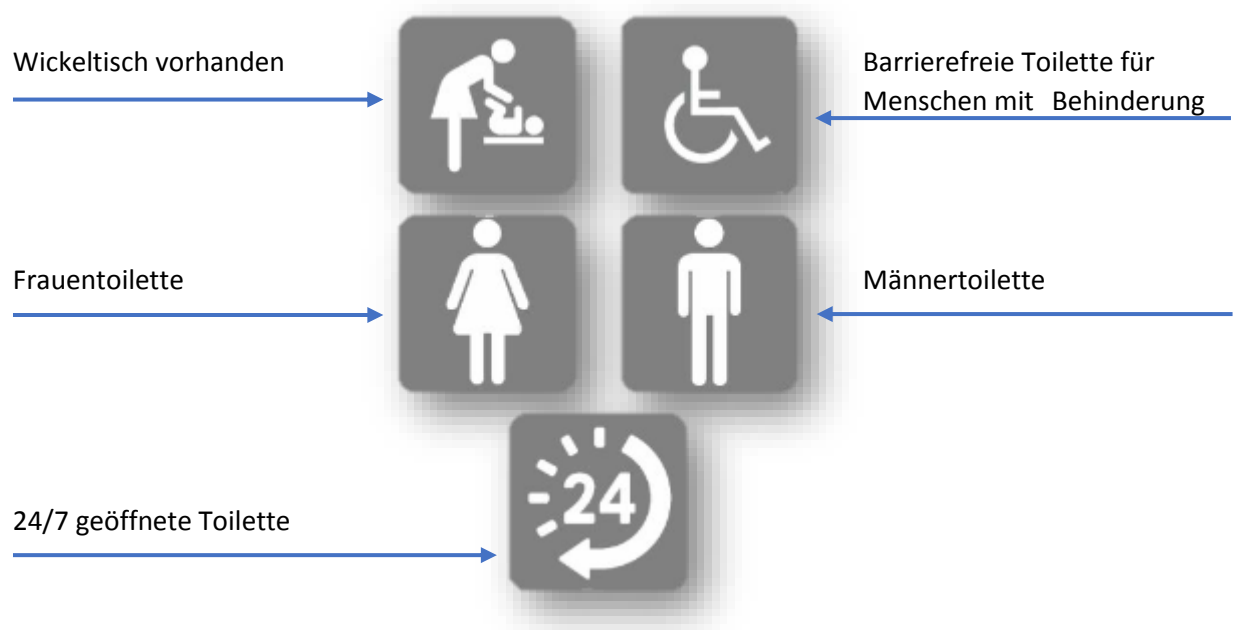 Wickeltisch vorhanden
Barrierefreie Toilette für
Menschen mit Behinderung
Frauentoilette
Männertoilette
24
24/7 geöffnete Toilette